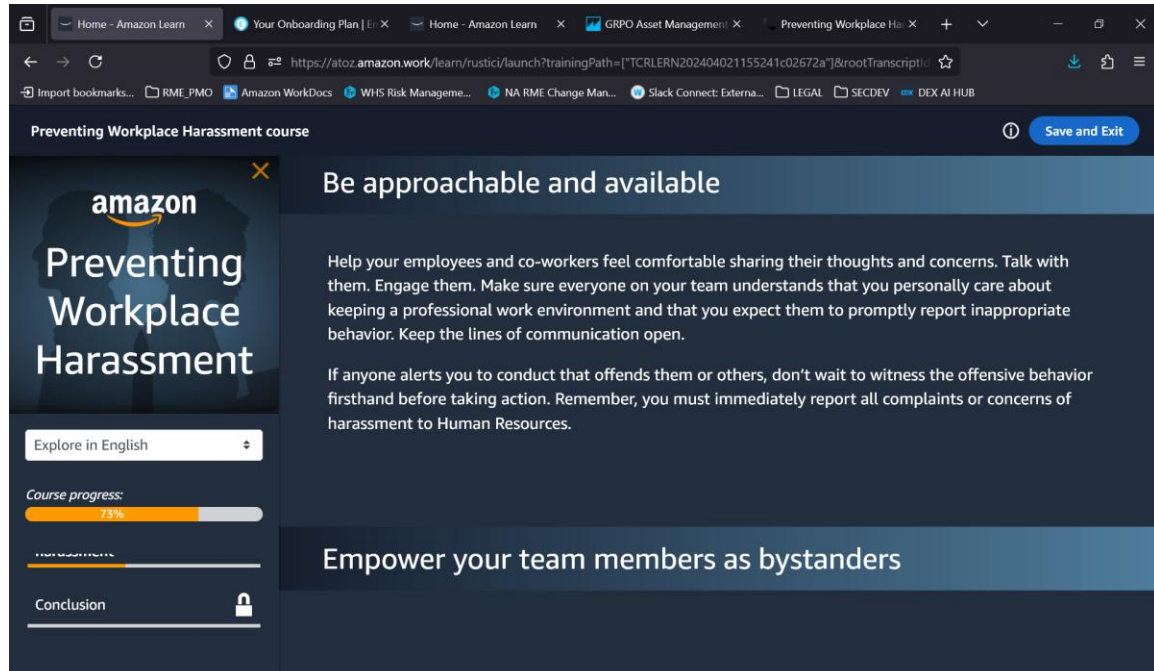 Home - Amazon Learn
Your Onboarding Plan | En
Home - Amazon Learn
GRPO Asset Management
Preventing Workplace Ha
https://atoz.amazon.work/learn/rustici/launch?trainingPath=["TCRLERN202404021155241c02672a"]&rootTranscriptId
Import bookmarks...
RME_PMO
Amazon WorkDocs
WHS Risk Manageme...
NA RME Change Man...
Slack Connect: Externa...
LEGAL
SECDEV
DEX AI HUB
Preventing Workplace Harassment course
Save and Exit
amazon
Preventing
Workplace
Harassment
Explore in English
Course progress:
73%
harassment
Conclusion
Be approachable and available
Help your employees and co-workers feel comfortable sharing their thoughts and concerns. Talk with
them. Engage them. Make sure everyone on your team understands that you personally care about
keeping a professional work environment and that you expect them to promptly report inappropriate
behavior. Keep the lines of communication open.
If anyone alerts you to conduct that offends them or others, don't wait to witness the offensive behavior
firsthand before taking action. Remember, you must immediately report all complaints or concerns of
harassment to Human Resources.
Empower your team members as bystanders